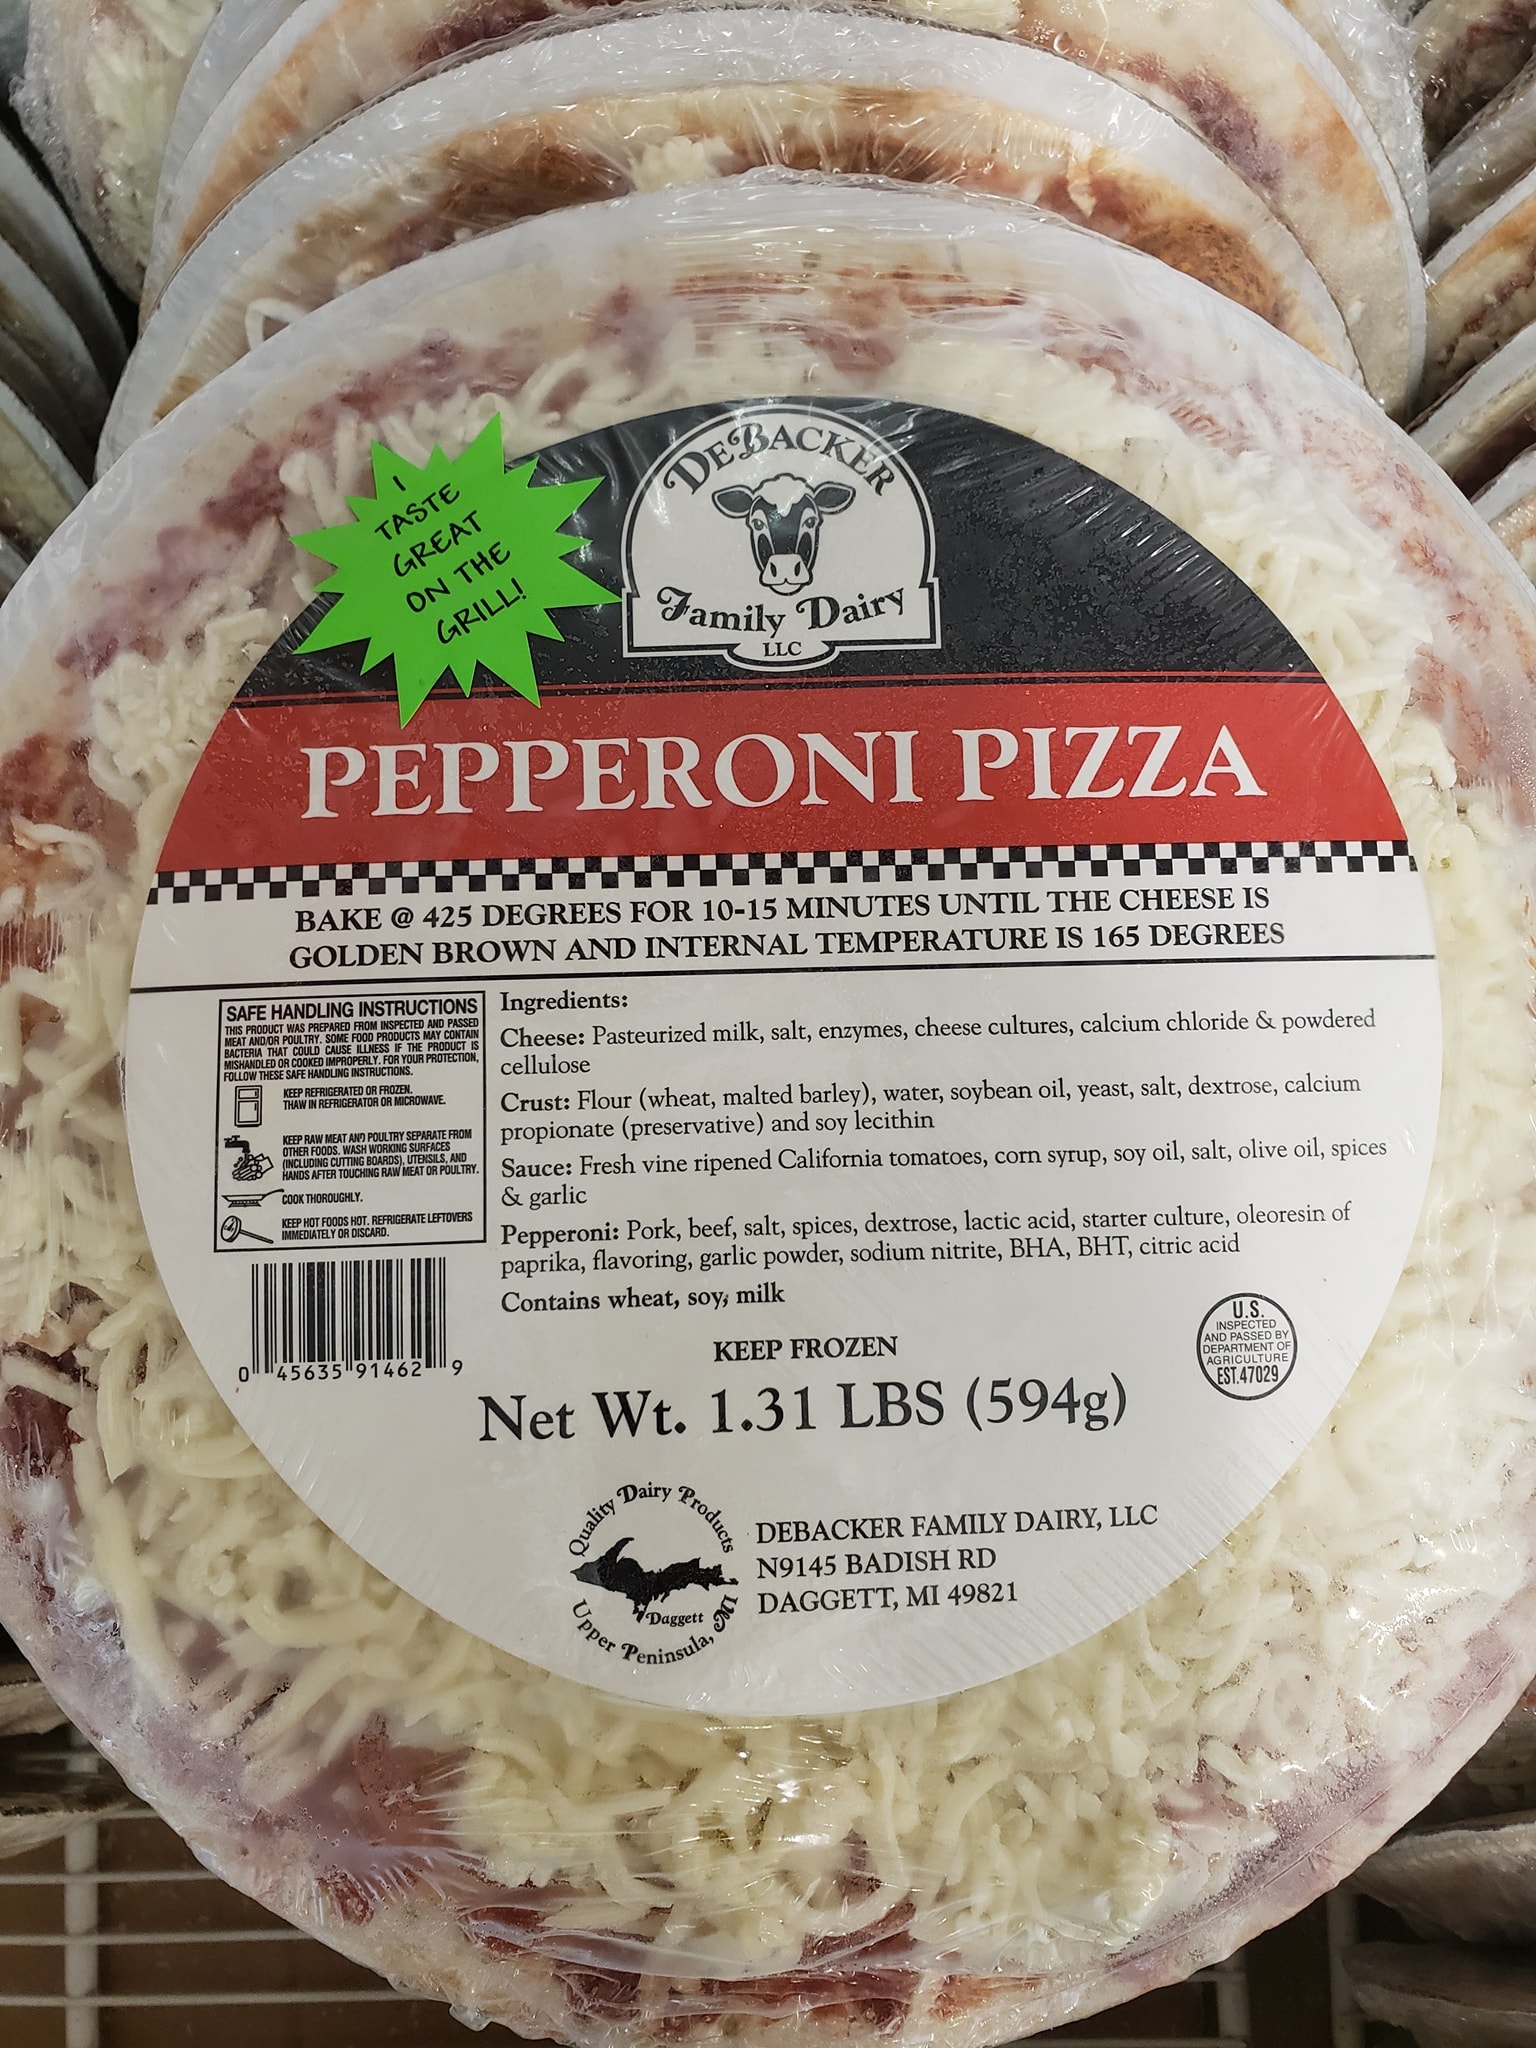 I
TASTE
GREAT
ON THE
GRILL!
DEBACKER
Family Dairy
LLC
PEPPERONI PIZZA
BAKE @ 425 DEGREES FOR 10-15 MINUTES UNTIL THE CHEESE IS
GOLDEN BROWN AND INTERNAL TEMPERATURE IS 165 DEGREES
SAFE HANDLING INSTRUCTIONS
THIS PRODUCT WAS PREPARED FROM INSPECTED AND PASSED
MEAT AND/OR POULTRY. SOME FOOD PRODUCTS MAY CONTAIN
BACTERIA THAT COULD CAUSE ILLNESS IF THE PRODUCT IS
MISHANDLED OR COOKED IMPROPERLY. FOR YOUR PROTECTION,
FOLLOW THESE SAFE HANDLING INSTRUCTIONS.
KEEP REFRIGERATED OR FROZEN.
THAW IN REFRIGERATOR OR MICROWAVE.
KEEP RAW MEAT AND POULTRY SEPARATE FROM
OTHER FOODS. WASH WORKING SURFACES
(INCLUDING CUTTING BOARDS), UTENSILS, AND
HANDS AFTER TOUCHING RAW MEAT OR POULTRY.
COOK THOROUGHLY.
KEEP HOT FOODS HOT. REFRIGERATE LEFTOVERS
IMMEDIATELY OR DISCARD.
Ingredients:
Cheese: Pasteurized milk, salt, enzymes, cheese cultures, calcium chloride & powdered
cellulose
Crust: Flour (wheat, malted barley), water, soybean oil, yeast, salt, dextrose, calcium
propionate (preservative) and soy lecithin
Sauce: Fresh vine ripened California tomatoes, corn syrup, soy oil, salt, olive oil, spices
& garlic
Pepperoni: Pork, beef, salt, spices, dextrose, lactic acid, starter culture, oleoresin of
paprika, flavoring, garlic powder, sodium nitrite, BHA, BHT, citric acid
Contains wheat, soy, milk
0 45635 91462 9
KEEP FROZEN
Net Wt. 1.31 LBS (594g)
U.S.
INSPECTED
AND PASSED BY
DEPARTMENT OF
AGRICULTURE
EST.47029
Quality Dairy Products
Daggett
Upper Peninsula, MI
DEBACKER FAMILY DAIRY, LLC
N9145 BADISH RD
DAGGETT, MI 49821